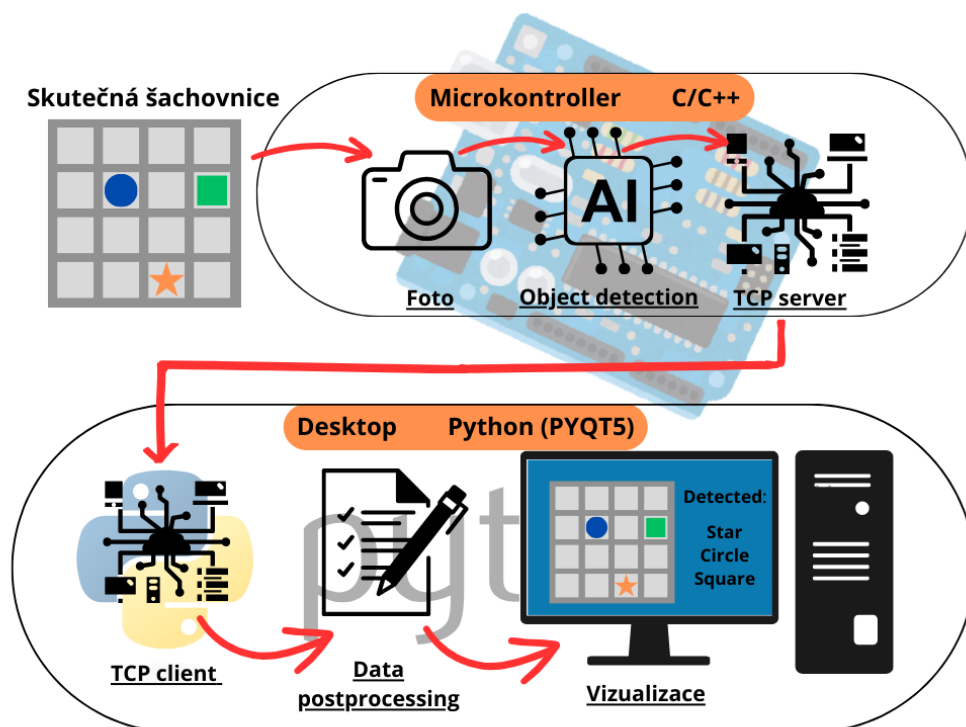 Skutečná šachovnice
Microkontroller C/C++
AI
Foto
Object detection
TCP server
Desktop Python (PYQT5)
pyt
Detected:
Star
Circle
Square
TCP client
Data
postprocessing
Vizualizace